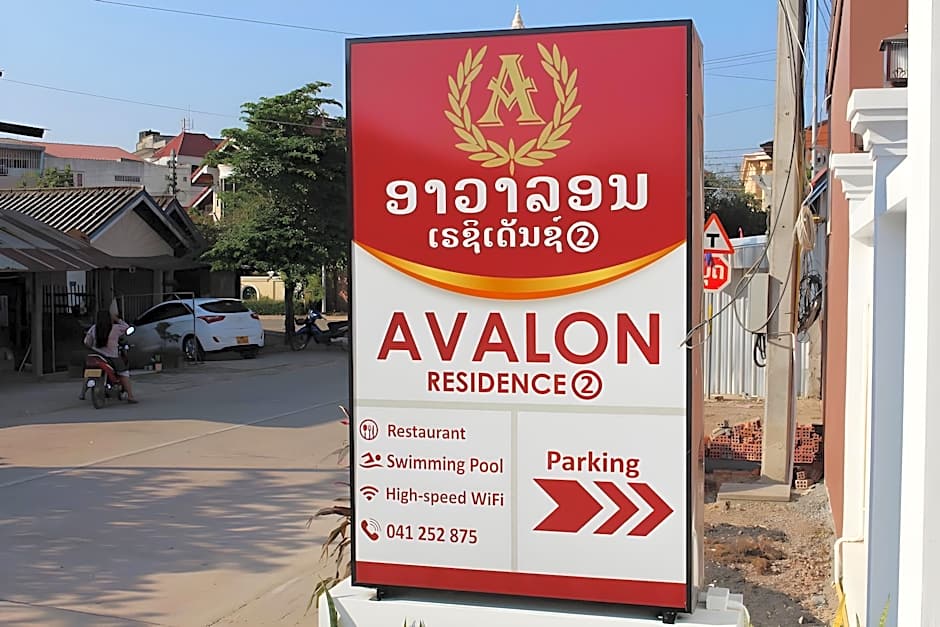 A
ອາວາລອນ
ເຣຊິເດັນຊ໌②
AVALON
RESIDENCE②
Restaurant
Swimming Pool
High-speed WiFi
041 252 875
Parking
T